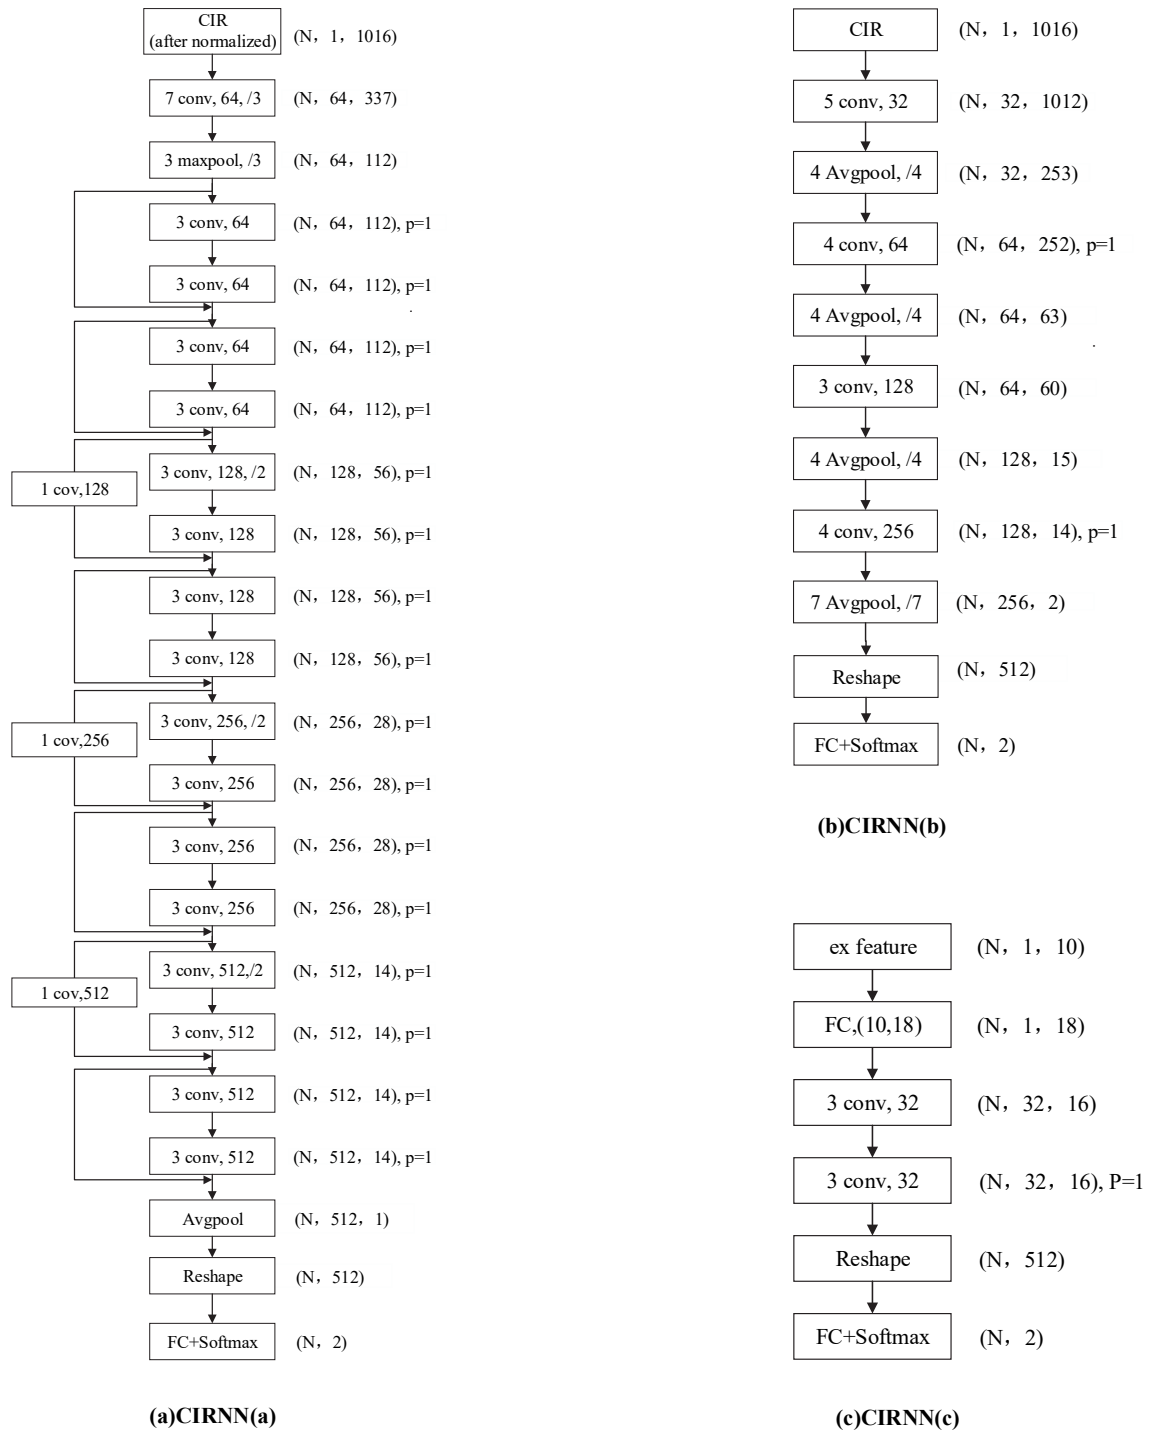 CIR
(after normalized)
(N, 1, 1016)
7 conv, 64, /3
(N, 64, 337)
3 maxpool, /3
(N, 64, 112)
3 conv, 64
(N, 64, 112), p=1
3 conv, 64
(N, 64, 112), p=1
3 conv, 64
(N, 64, 112), p=1
3 conv, 64
(N, 64, 112), p=1
3 conv, 128, /2
(N, 128, 56), p=1
1 cov,128
3 conv, 128
(N, 128, 56), p=1
3 conv, 128
(N, 128, 56), p=1
3 conv, 128
(N, 128, 56), p=1
3 conv, 256, /2
(N, 256, 28), p=1
1 cov,256
3 conv, 256
(N, 256, 28), p=1
3 conv, 256
(N, 256, 28), p=1
3 conv, 256
(N, 256, 28), p=1
3 conv, 512,/2
(N, 512, 14), p=1
1 cov,512
3 conv, 512
(N, 512, 14), p=1
3 conv, 512
(N, 512, 14), p=1
3 conv, 512
(N, 512, 14), p=1
Avgpool
(N, 512, 1)
Reshape
(N, 512)
FC+Softmax
(N, 2)
(a)CIRNN(a)
CIR
(N, 1, 1016)
5 conv, 32
(N, 32, 1012)
4 Avgpool, /4
(N, 32, 253)
4 conv, 64
(N, 64, 252), p=1
4 Avgpool, /4
(N, 64, 63)
3 conv, 128
(N, 64, 60)
4 Avgpool, /4
(N, 128, 15)
4 conv, 256
(N, 128, 14), p=1
7 Avgpool, /7
(N, 256, 2)
Reshape
(N, 512)
FC+Softmax
(N, 2)
(b)CIRNN(b)
ex feature
(N, 1, 10)
FC,(10,18)
(N, 1, 18)
3 conv, 32
(N, 32, 16)
3 conv, 32
(N, 32, 16), P=1
Reshape
(N, 512)
FC+Softmax
(N, 2)
(c)CIRNN(c)